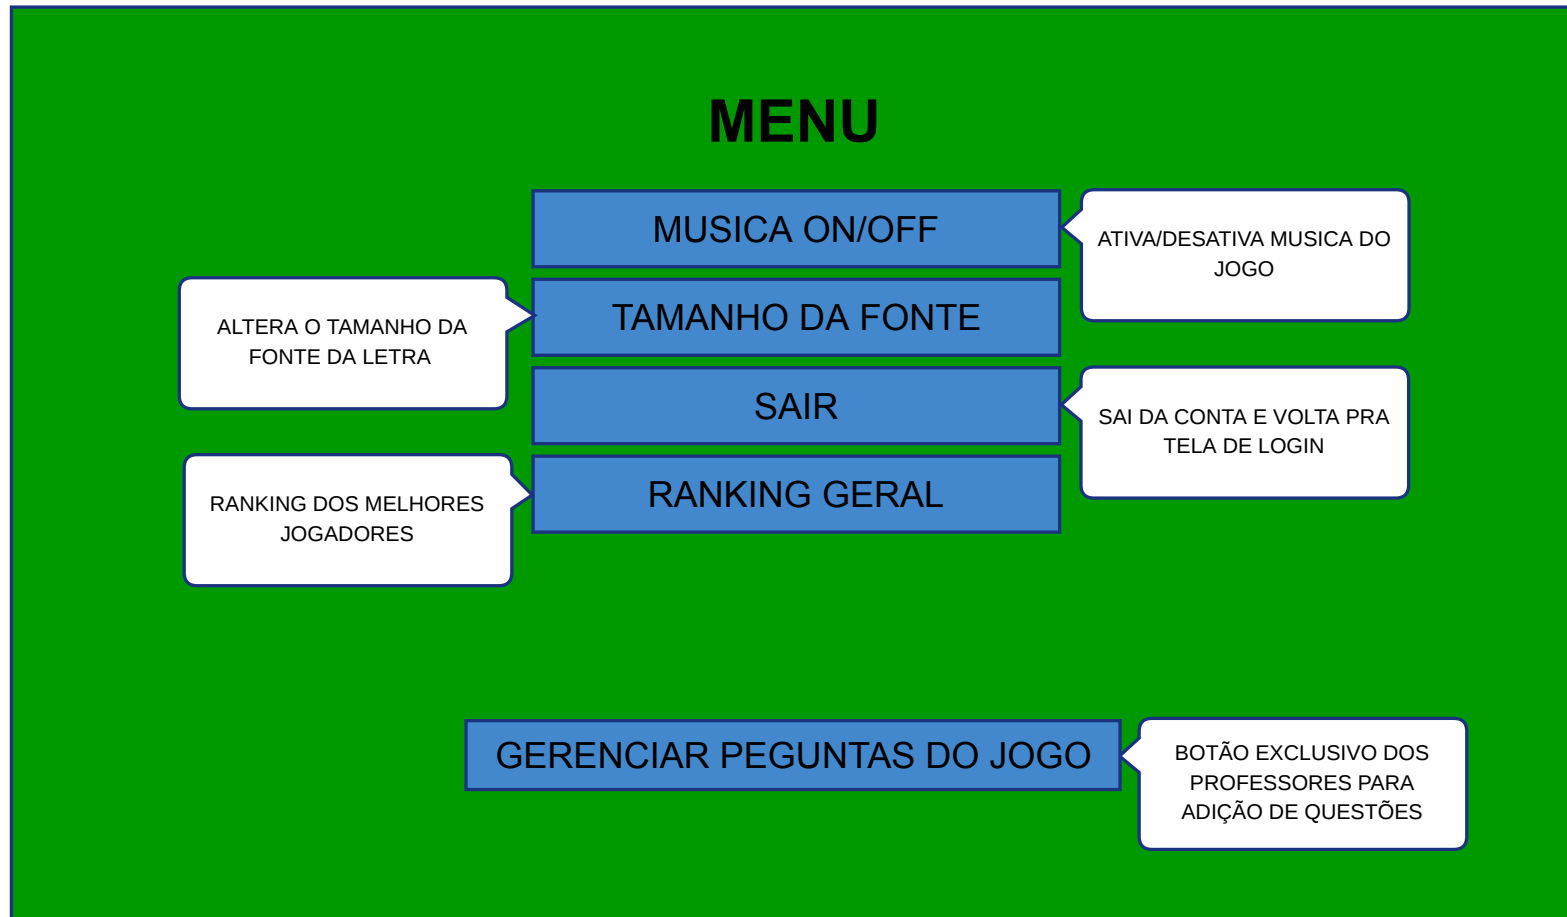 MENU
MUSICA ON/OFF
ATIVA/DESATIVA MUSICA DO
JOGO
TAMANHO DA FONTE
ALTERA O TAMANHO DA
FONTE DA LETRA
SAIR
SAI DA CONTA E VOLTA PRA
TELA DE LOGIN
RANKING GERAL
RANKING DOS MELHORES
JOGADORES
GERENCIAR PEGUNTAS DO JOGO
BOTÃO EXCLUSIVO DOS
PROFESSORES PARA
ADIÇÃO DE QUESTÕES